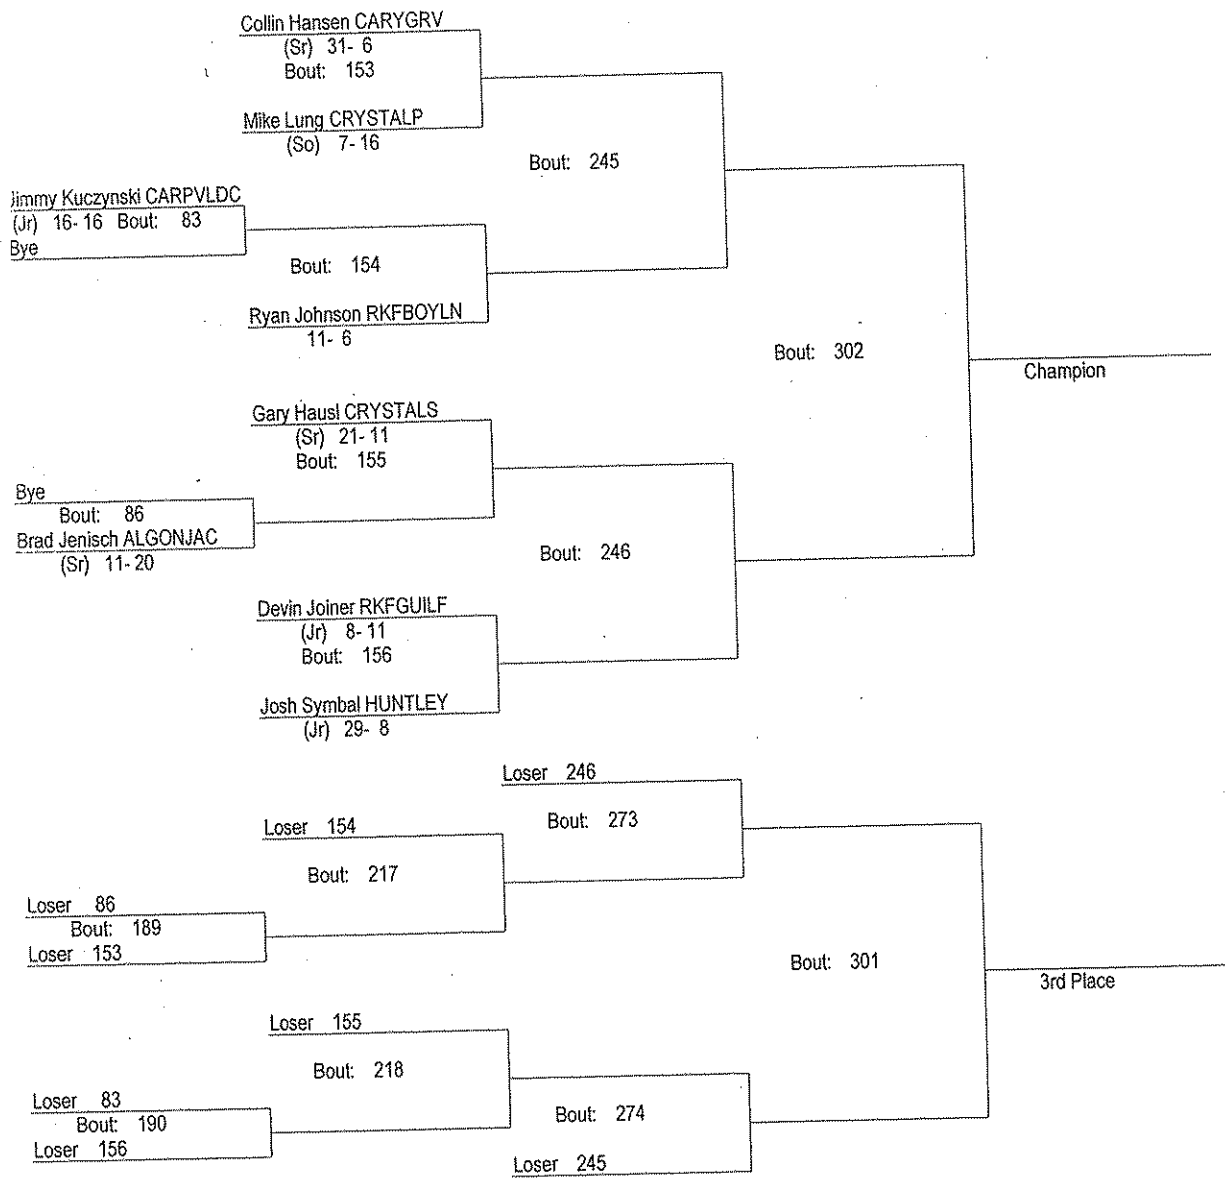 Collin Hansen CARYGRV
(Sr) 31- 6
Bout: 153
Mike Lung CRYSTALP
(So) 7- 16
Bout: 245
Jimmy Kuczynski CARPVLDC
(Jr) 16- 16 Bout: 83
Bye
Bout: 154
Ryan Johnson RKFBOYLN
11- 6
Bout: 302
Champion
Gary Hausl CRYSTALS
(Sr) 21- 11
Bout: 155
Bye
Bout: 86
Brad Jenisch ALGONJAC
(Sr) 11- 20
Bout: 246
Devin Joiner RKFGUILF
(Jr) 8- 11
Bout: 156
Josh Symbal HUNTLEY
(Jr) 29- 8
Loser 246
Bout: 273
Loser 154
Bout: 217
Loser 86
Bout: 189
Loser 153
Bout: 301
3rd Place
Loser 155
Bout: 218
Loser 83
Bout: 190
Loser 156
Bout: 274
Loser 245